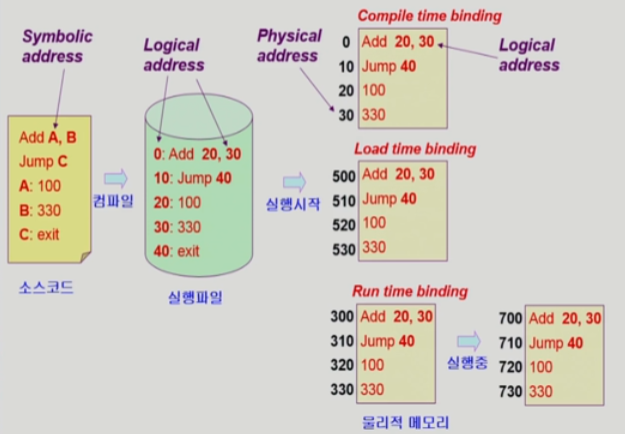 Symbolic
address
Logical
address
Physical
address
Compile time binding
0 Add 20, 30
10 Jump 40
20 100
30 330
Logical
address
Add A, B
Jump C
A: 100
B: 330
C: exit
소스코드
컴파일
0: Add 20, 30
10: Jump 40
20: 100
30: 330
40: exit
실행파일
실행시작
Load time binding
500 Add 20, 30
510 Jump 40
520 100
530 330
Run time binding
300 Add 20, 30
310 Jump 40
320 100
330 330
실행중
700 Add 20, 30
710 Jump 40
720 100
730 330
물리적 메모리